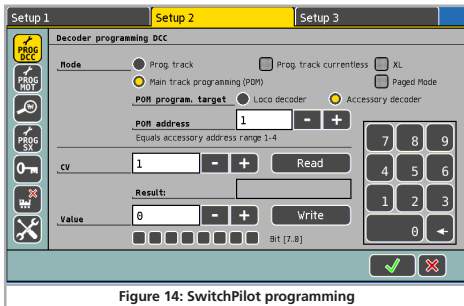 Setup 1 Setup 2 Setup 3
Decoder programming DCC
PROG DCC
Mode Prog. track Prog. track currentless XL
Main track programming (POM) Paged Mode
PROG MOT
POM program. target Loco decoder Accessory decoder
POM address 1 - +
Equals accessory address range 1-4
7 8 9
PROG SX
CV 1 - + Read
4 5 6
Result:
1 2 3
Value 0 - + Write
0
Bit [7..8]
Figure 14: SwitchPilot programming